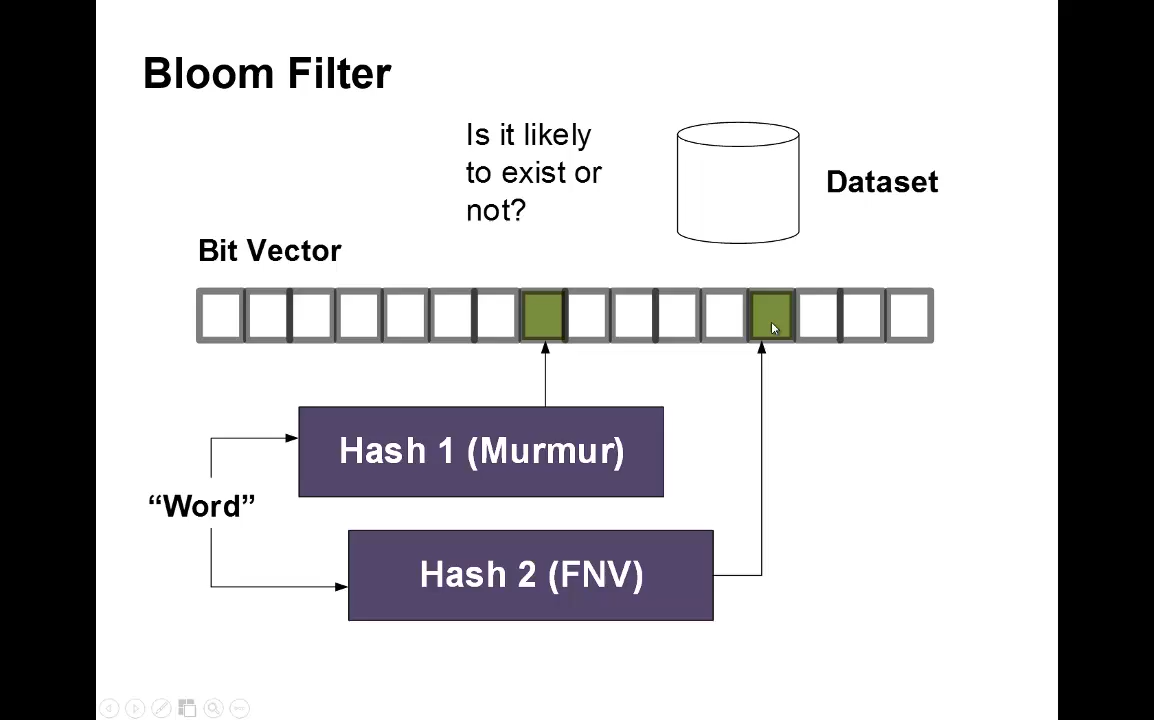 Bloom Filter
Is it likely
to exist or
not?
Dataset
Bit Vector
Hash 1 (Murmur)
“Word”
Hash 2 (FNV)